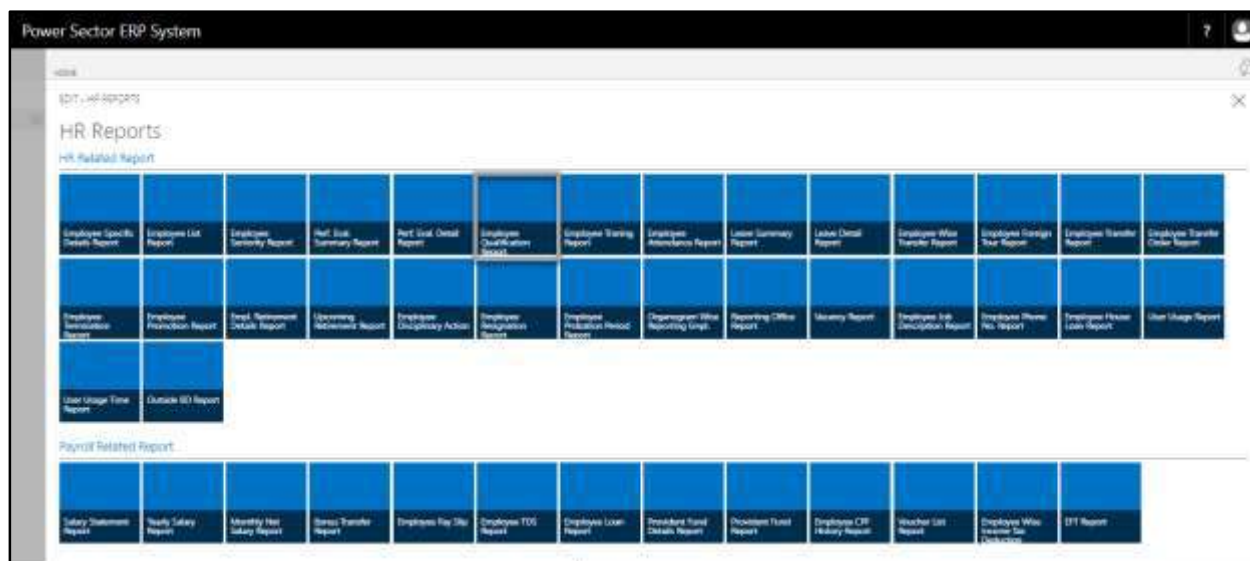 Power Sector ERP System ?
HOME
EDIT - HR REPORTS
HR Reports
HR Related Report
Employee Specific Details Report
Employee List Report
Employee Seniority Report
Perf. Eval. Summary Report
Perf. Eval. Detail Report
Employee Qualification Report
Employee Traning Report
Employee Attendance Report
Leave Summary Report
Leave Detail Report
Employee Wise Transfer Report
Employee Foreign Tour Report
Employee Transfer Report
Employee Transfer Order Report
Employee Termination Report
Employee Promotion Report
Empl. Retirement Details Report
Upcoming Retirement Report
Employee Disciplinary Action
Employee Resignation Report
Employee Probation Period Report
Organogram Wise Reporting Empl.
Reporting Office Report
Vacancy Report
Employee Job Description Report
Employee Phone No. Report
Employee House Loan Report
User Usage Report
User Usage Time Report
Outside BD Report
Payroll Related Report
Salary Statement Report
Yearly Salary Report
Monthly Net Salary Report
Bonus Transfer Report
Employee Pay Slip
Employee TDS Report
Employee Loan Report
Provident Fund Details Report
Provident Fund Report
Employee CPF History Report
Voucher List Report
Employee Wise Income Tax Deduction
EFT Report